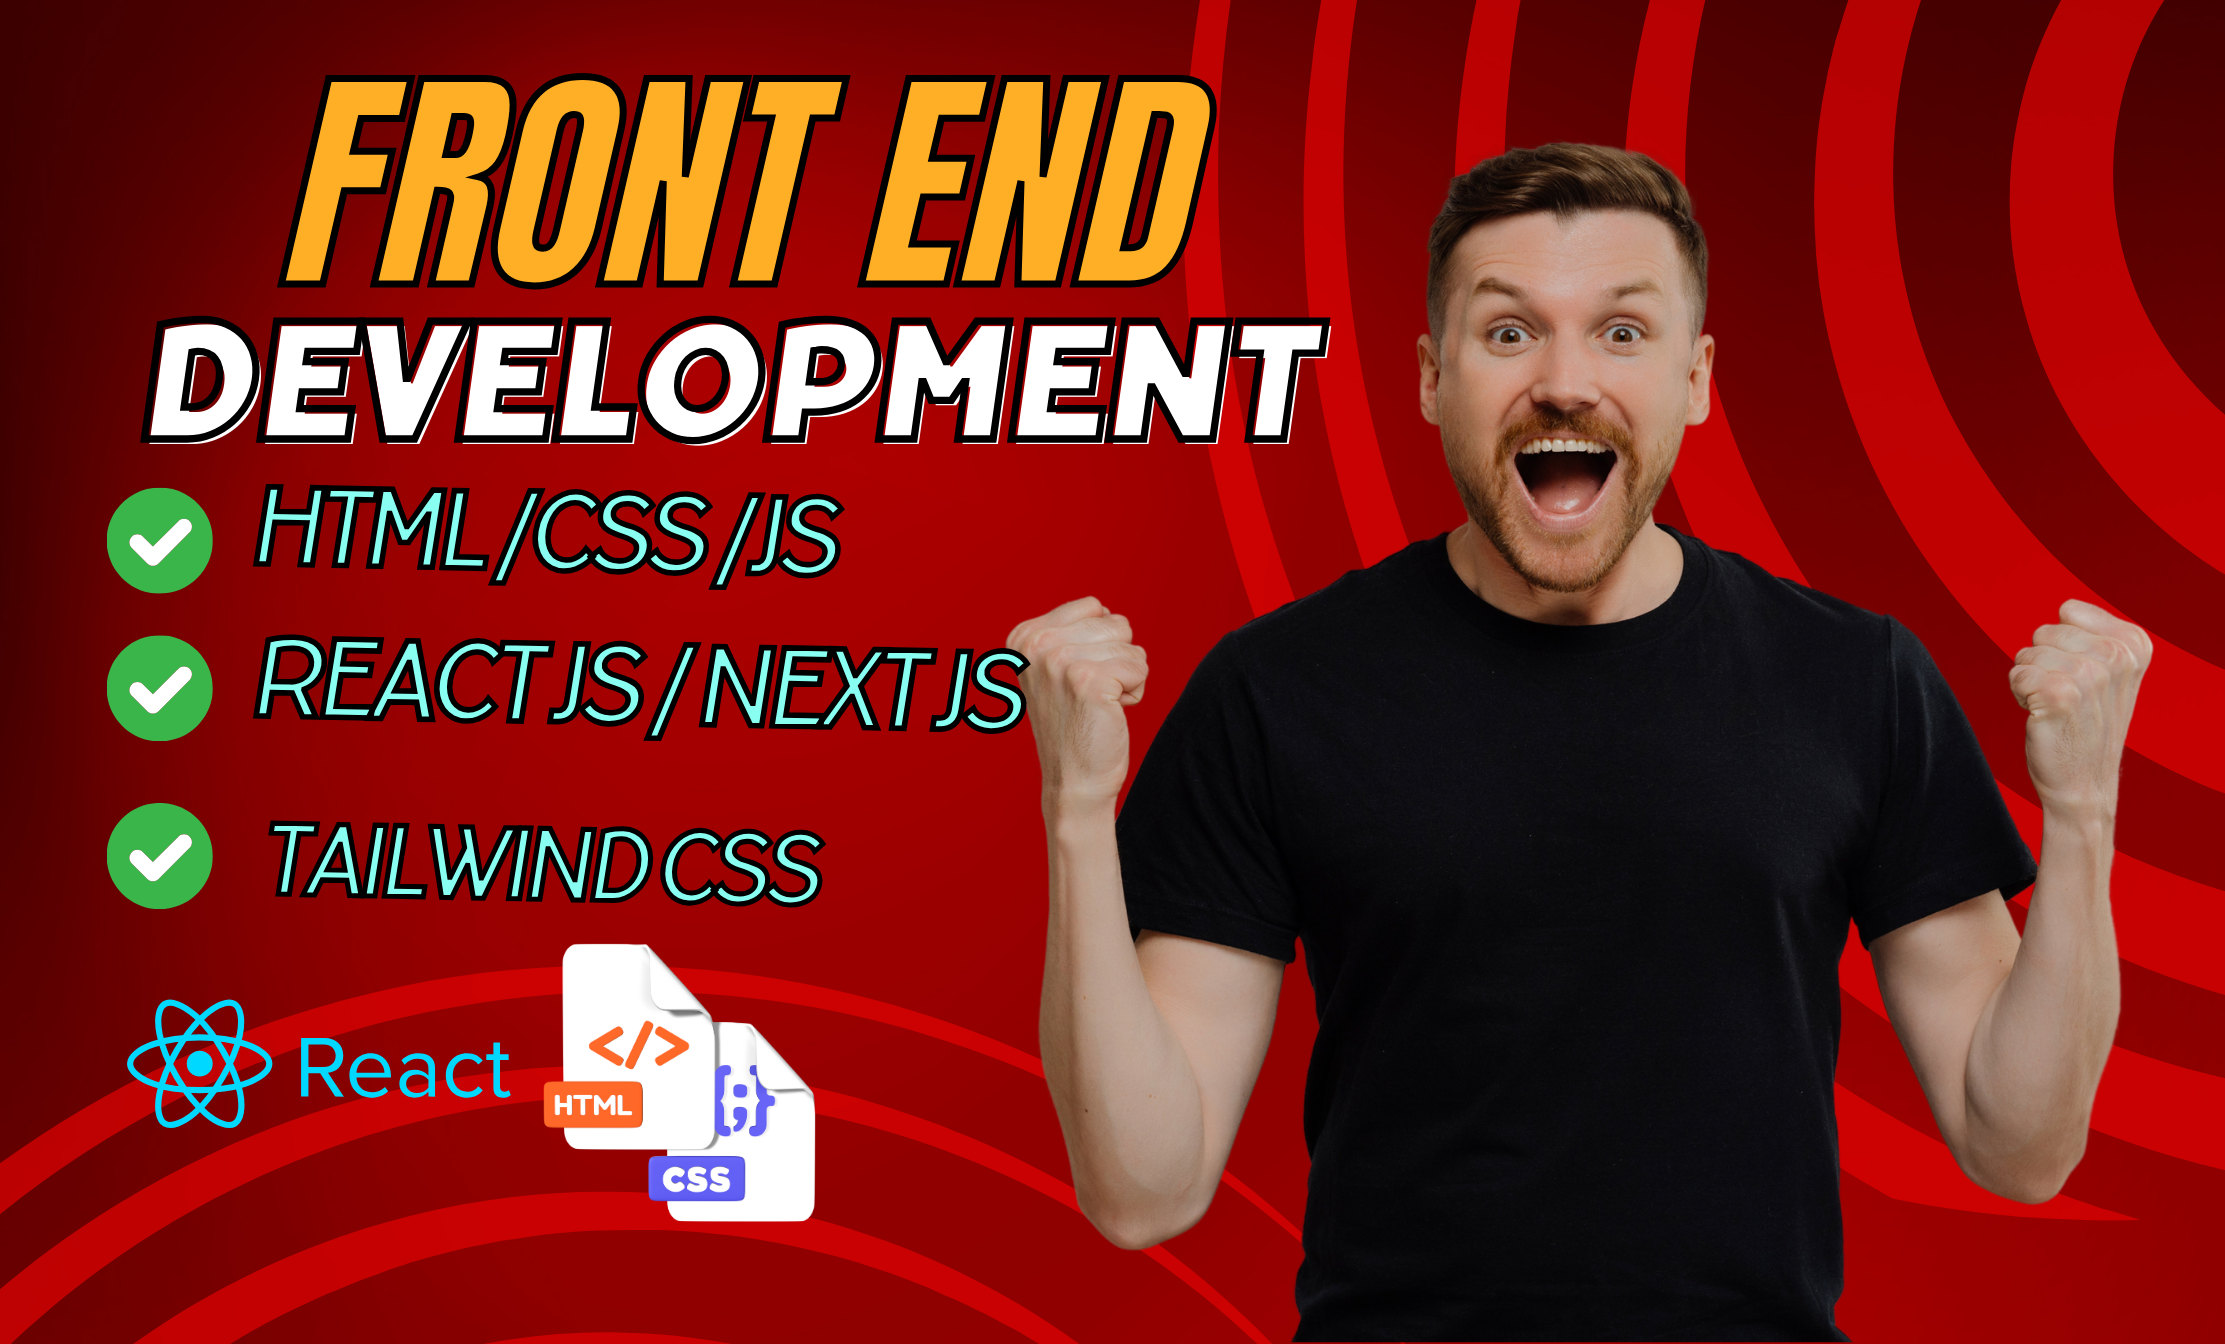 FRONT END
DEVELOPMENT
HTML/CSS/JS
REACT JS / NEXT JS
TAILWIND CSS
React
</>
HTML
{;}
CSS